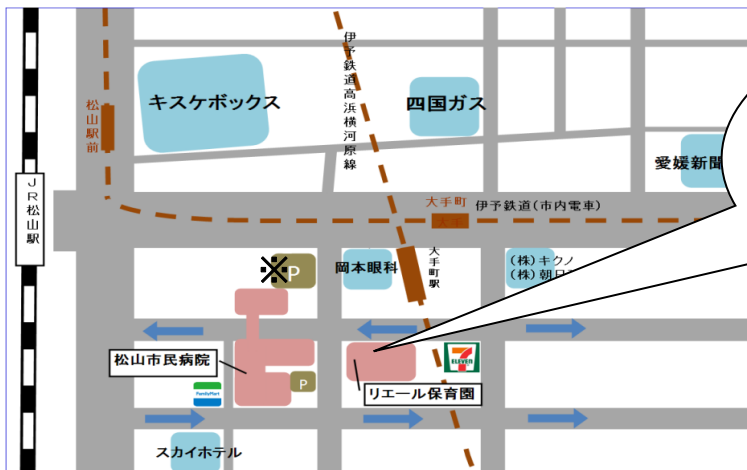 キスケボックス
伊予鉄道高浜横河原線
四国ガス
松山駅前
愛媛新聞
JR松山駅
大手町
伊予鉄道(市内電車)
大手町駅
※
P
岡本眼科
(株)キクノ
(株)朝日
松山市民病院
7
ELEVEN
P
リエール保育園
FamilyMart
スカイホテル